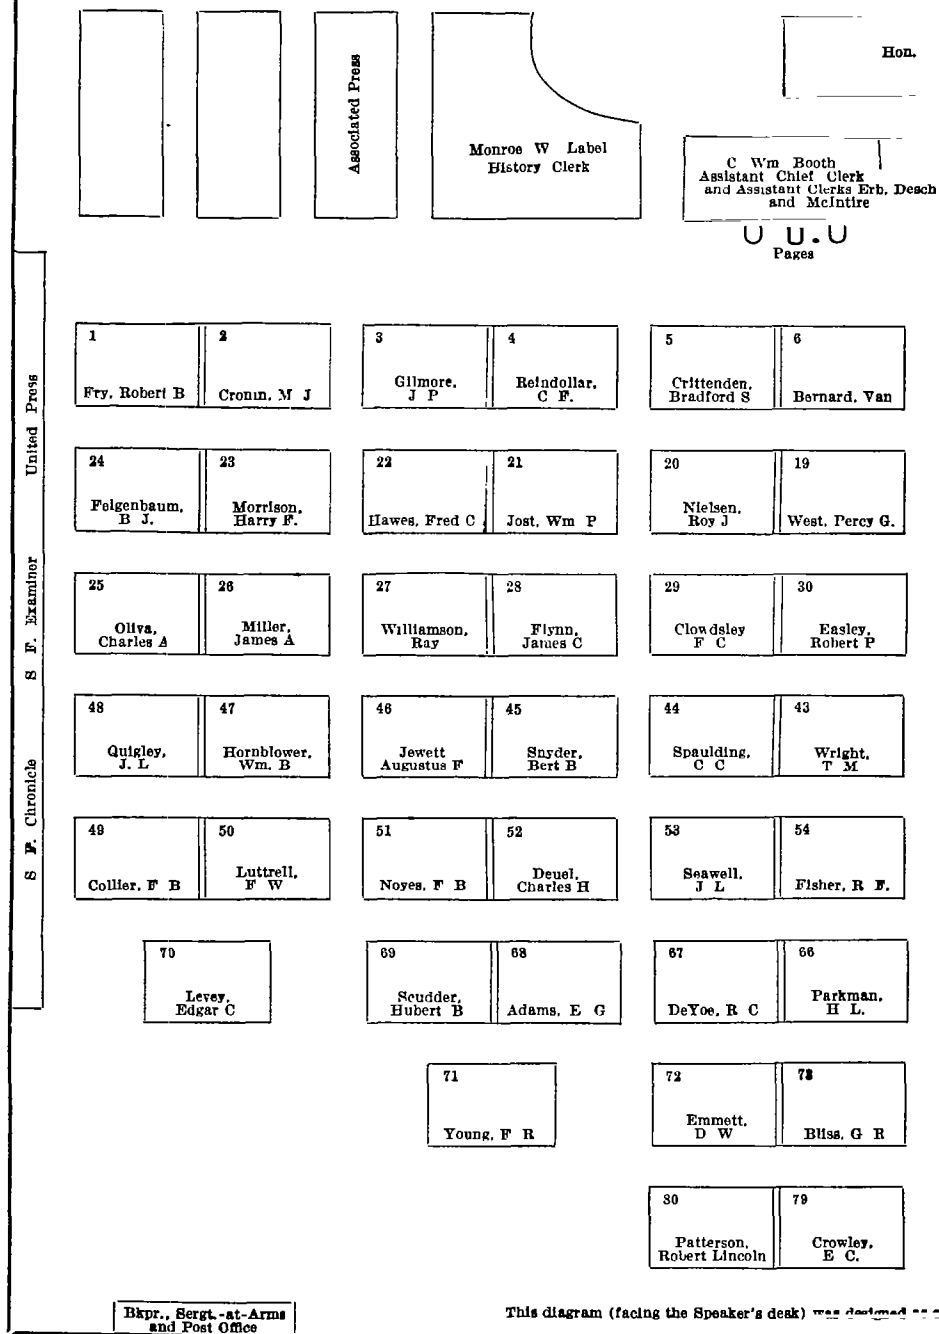 Associated Press
Monroe W Label
History Clerk
Hon.
C Wm Booth
Assistant Chief Clerk
and Assistant Clerks Erb, Desch
and McIntire
Pages
United Press
S F. Examiner
S F. Chronicle
1
Fry, Robert B
2
Cronin, M J
3
Gilmore,
J P
4
Reindollar,
C F.
5
Crittenden,
Bradford S
6
Bernard, Van
24
Feigenbaum,
B J.
23
Morrison,
Harry F.
22
Hawes, Fred C
21
Jost, Wm P
20
Nielsen,
Roy J
19
West, Percy G.
25
Oliva,
Charles A
26
Miller,
James A
27
Williamson,
Ray
28
Flynn,
James C
29
Clowdsley
F C
30
Easley,
Robert P
48
Quigley,
J. L
47
Hornblower,
Wm. B
46
Jewett
Augustus F
45
Snyder,
Bert B
44
Spaulding,
C C
43
Wright,
T M
49
Collier, F B
50
Luttrell,
F W
51
Noyes, F B
52
Deuel,
Charles H
53
Seawell,
J L
54
Fisher, R F.
70
Levey,
Edgar C
69
Scudder,
Hubert B
68
Adams, E G
67
DeYoe, R C
66
Parkman,
H L.
71
Young, F R
72
Emmett,
D W
73
Bliss, G R
80
Patterson,
Robert Lincoln
79
Crowley,
E C.
Bkpr., Sergt.-at-Arms
and Post Office
This diagram (facing the Speaker's desk) was designed